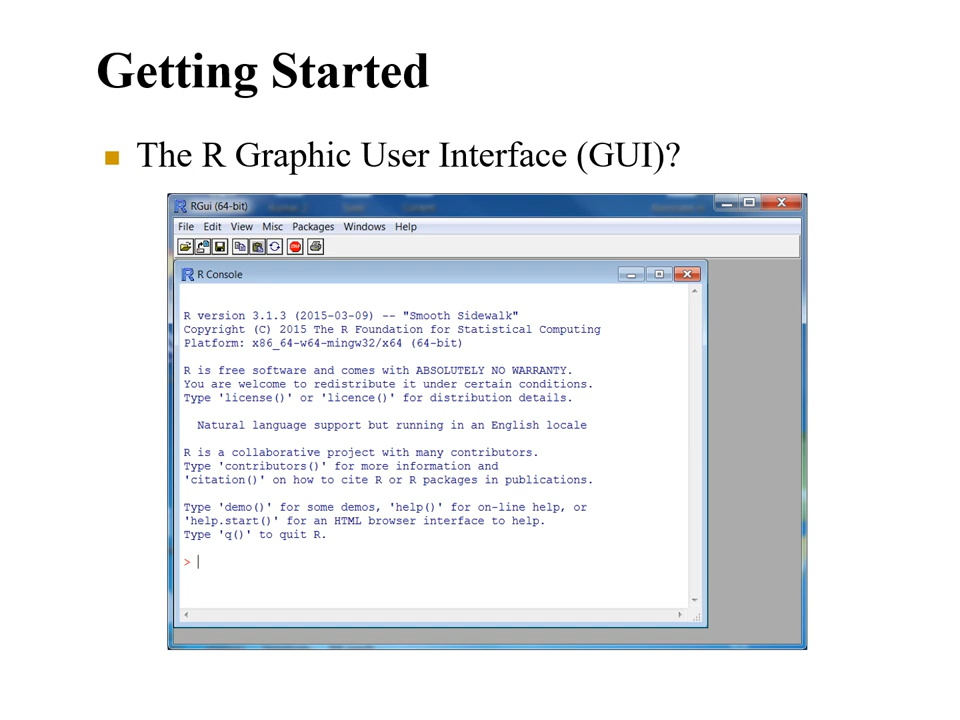 Getting Started
The R Graphic User Interface (GUI)?
RGui (64-bit)
File Edit View Misc Packages Windows Help
STOP
R Console
R version 3.1.3 (2015-03-09) -- "Smooth Sidewalk"
Copyright (C) 2015 The R Foundation for Statistical Computing
Platform: x86_64-w64-mingw32/x64 (64-bit)
R is free software and comes with ABSOLUTELY NO WARRANTY.
You are welcome to redistribute it under certain conditions.
Type 'license()' or 'licence()' for distribution details.
Natural language support but running in an English locale
R is a collaborative project with many contributors.
Type 'contributors()' for more information and
'citation()' on how to cite R or R packages in publications.
Type 'demo()' for some demos, 'help()' for on-line help, or
'help.start()' for an HTML browser interface to help.
Type 'q()' to quit R.
>